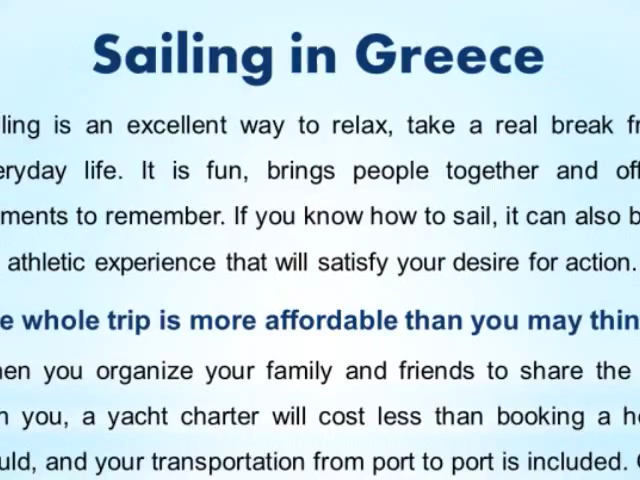 Sailing in Greece
ling is an excellent way to relax, take a real break fr
eryday life. It is fun, brings people together and off
ments to remember. If you know how to sail, it can also b
athletic experience that will satisfy your desire for action.
e whole trip is more affordable than you may thin
en you organize your family and friends to share the
h you, a yacht charter will cost less than booking a ho
uld, and your transportation from port to port is included.